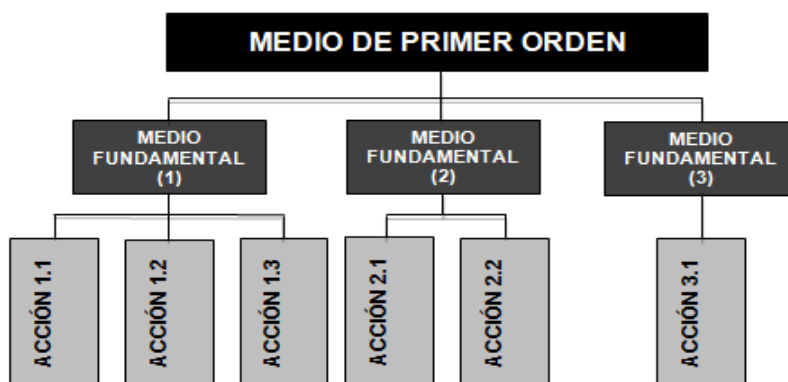 MEDIO DE PRIMER ORDEN
MEDIO
FUNDAMENTAL
(1)
MEDIO
FUNDAMENTAL
(2)
MEDIO
FUNDAMENTAL
(3)
ACCIÓN 1.1
ACCIÓN 1.2
ACCIÓN 1.3
ACCIÓN 2.1
ACCIÓN 2.2
ACCIÓN 3.1